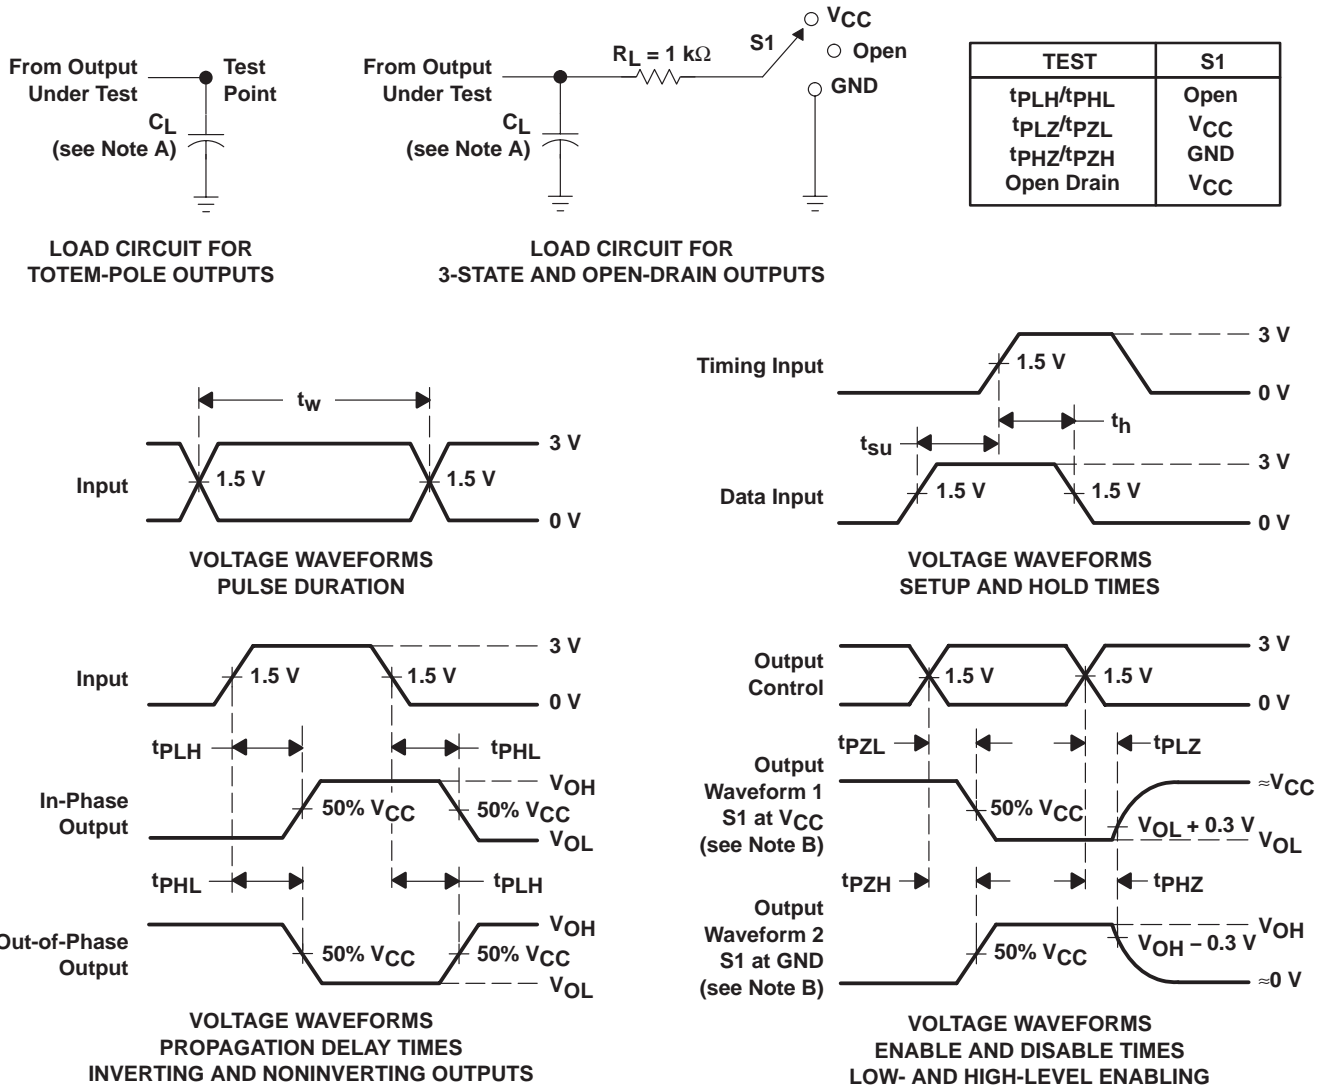 From Output
Under Test
Test
Point
CL
(see Note A)
LOAD CIRCUIT FOR
TOTEM-POLE OUTPUTS
From Output
Under Test
CL
(see Note A)
RL = 1 kΩ
S1
VCC
Open
GND
LOAD CIRCUIT FOR
3-STATE AND OPEN-DRAIN OUTPUTS
TEST S1
tPLH/tPHL Open
tPLZ/tPZL VCC
tPHZ/tPZH GND
Open Drain VCC
tw
Input
1.5 V
1.5 V
3 V
0 V
VOLTAGE WAVEFORMS
PULSE DURATION
Timing Input
1.5 V
3 V
0 V
tsu
th
Data Input
1.5 V
1.5 V
3 V
0 V
VOLTAGE WAVEFORMS
SETUP AND HOLD TIMES
Input
1.5 V
1.5 V
3 V
0 V
tPLH
tPHL
In-Phase
Output
50% VCC
50% VCC
VOH
VOL
tPHL
tPLH
Out-of-Phase
Output
50% VCC
50% VCC
VOH
VOL
VOLTAGE WAVEFORMS
PROPAGATION DELAY TIMES
INVERTING AND NONINVERTING OUTPUTS
Output
Control
1.5 V
1.5 V
3 V
0 V
tPZL
tPLZ
Output
Waveform 1
S1 at VCC
(see Note B)
50% VCC
VOL + 0.3 V
≈VCC
VOL
tPZH
tPHZ
Output
Waveform 2
S1 at GND
(see Note B)
50% VCC
VOH − 0.3 V
VOH
≈0 V
VOLTAGE WAVEFORMS
ENABLE AND DISABLE TIMES
LOW- AND HIGH-LEVEL ENABLING